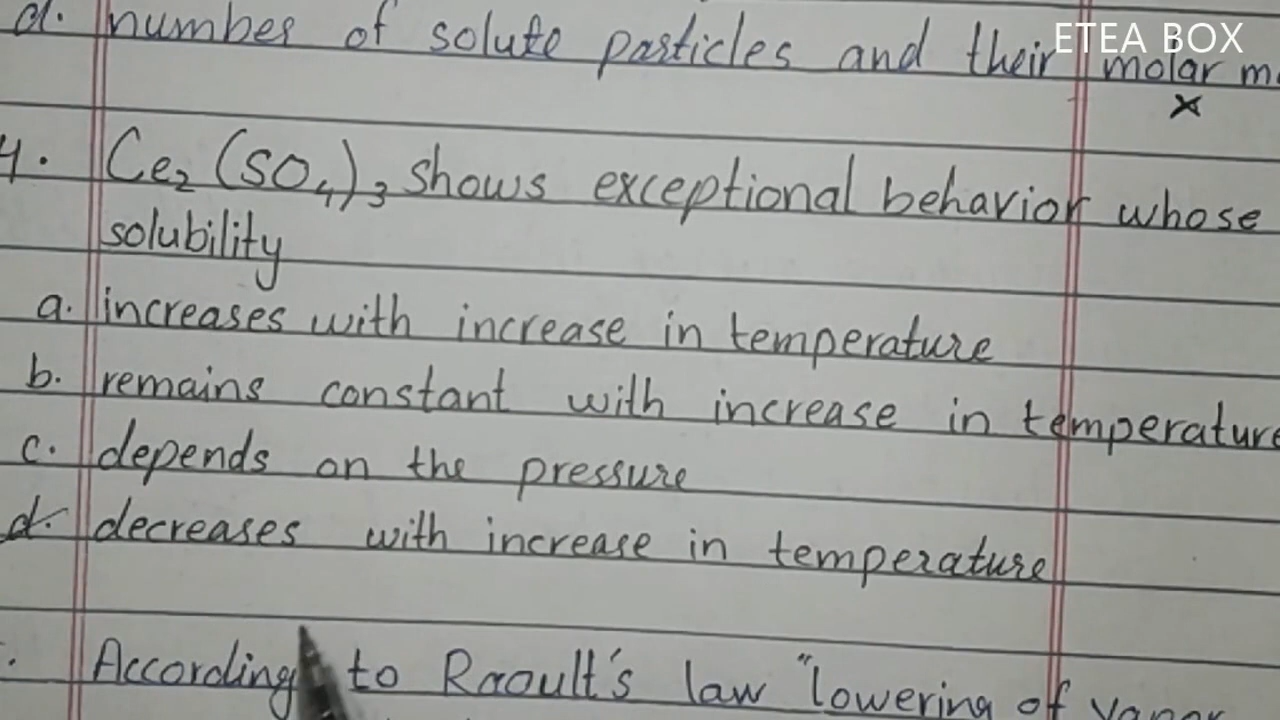 ETEA BOX
d. number of solute particles and their molar
x
4. Ce₂(SO₄)₃ shows exceptional behavior whose
solubility
a. increases with increase in temperature
b. remains constant with increase in temperature
c. depends on the pressure
d. decreases with increase in temperature
. According to Raoult's law "lowering of vapor